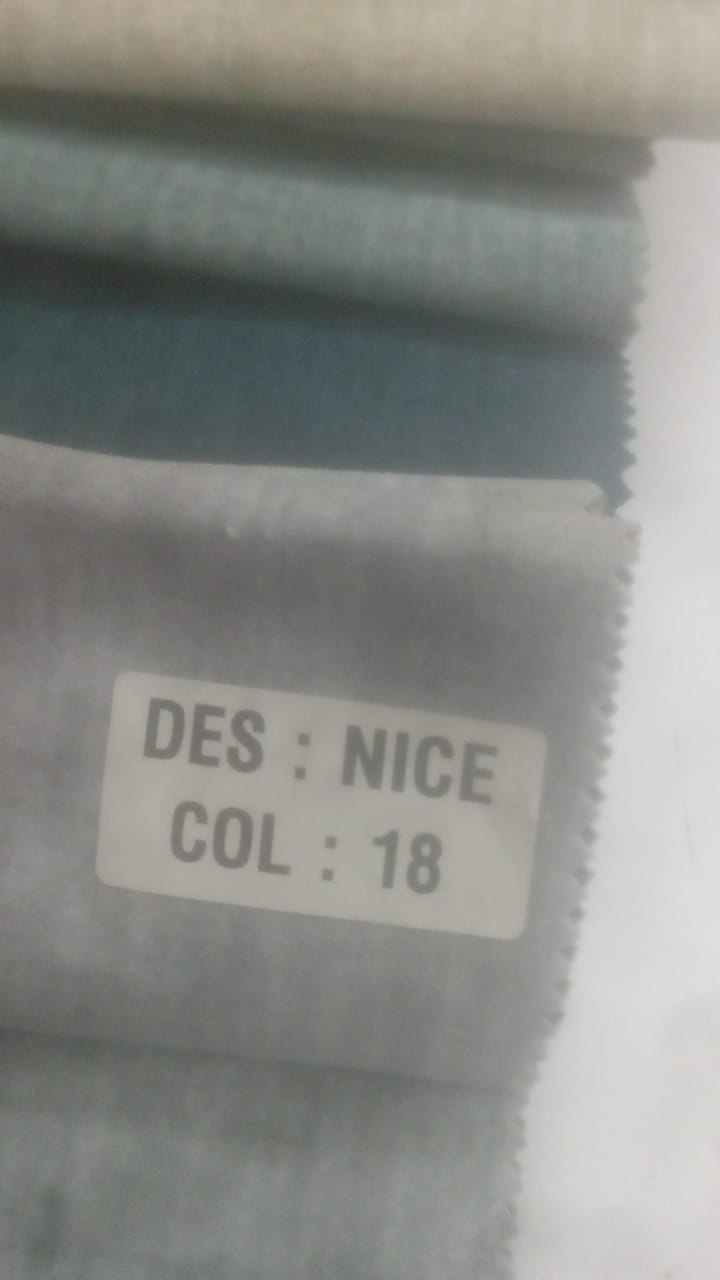 DES : NICE
COL : 18